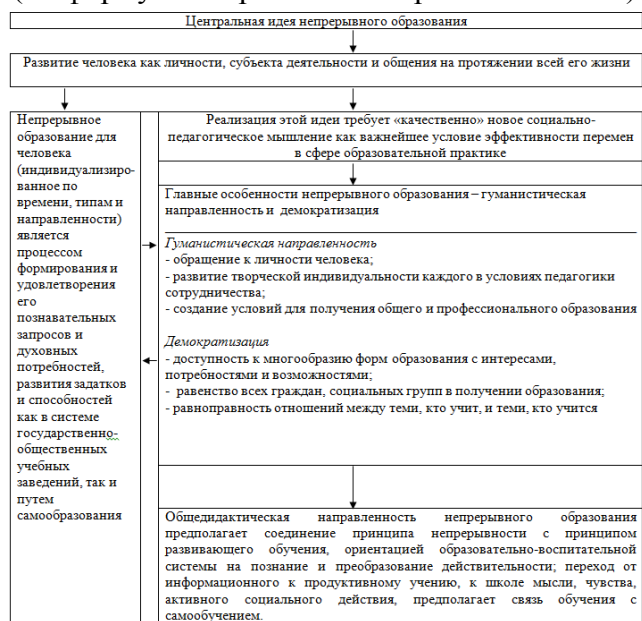 Центральная идея непрерывного образования
Развитие человека как личности, субъекта деятельности и общения на протяжении всей его жизни
Непрерывное
образование для
человека
(индивидуализиро-
ванное по
времени, типам и
направленности)
является
процессом
формирования и
удовлетворения
его
познавательных
запросов и
духовных
потребностей,
развития задатков
и способностей
как в системе
государственно-
общественных
учебных
заведений, так и
путем
самообразования
Реализация этой идеи требует «качественно» новое социально-
педагогическое мышление как важнейшее условие эффективности перемен
в сфере образовательной практике
Главные особенности непрерывного образования – гуманистическая
направленность и демократизация
Гуманистическая направленность
- обращение к личности человека;
- развитие творческой индивидуальности каждого в условиях педагогики
сотрудничества;
- создание условий для получения общего и профессионального образования
Демократизация
- доступность к многообразию форм образования с интересами,
потребностями и возможностями;
- равенство всех граждан, социальных групп в получении образования;
- равноправность отношений между теми, кто учит, и теми, кто учится
Общедидактическая направленность непрерывного образования
предполагает соединение принципа непрерывности с принципом
развивающего обучения, ориентацией образовательно-воспитательной
системы на познание и преобразование действительности; переход от
информационного к продуктивному учению, к школе мысли, чувства,
активного социального действия, предполагает связь обучения с
самообучением.